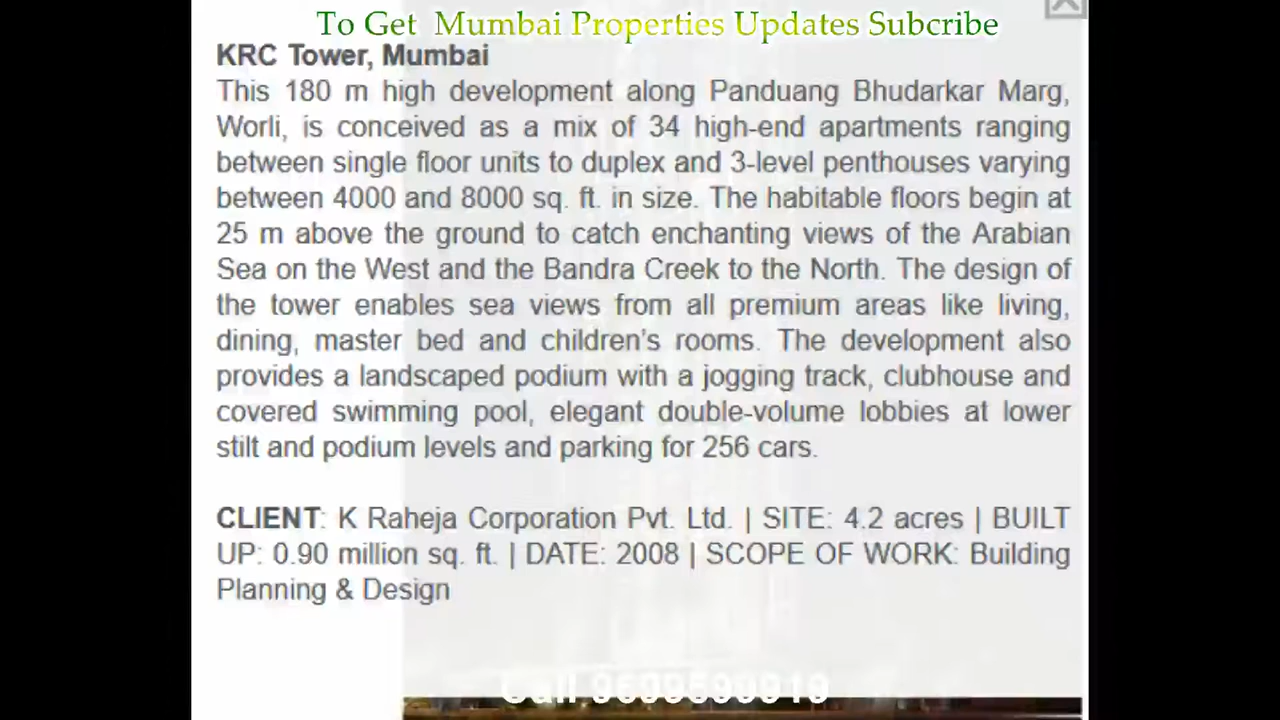 To Get Mumbai Properties Updates Subcribe
KRC Tower, Mumbai
This 180 m high development along Panduang Bhudarkar Marg,
Worli, is conceived as a mix of 34 high-end apartments ranging
between single floor units to duplex and 3-level penthouses varying
between 4000 and 8000 sq. ft. in size. The habitable floors begin at
25 m above the ground to catch enchanting views of the Arabian
Sea on the West and the Bandra Creek to the North. The design of
the tower enables sea views from all premium areas like living,
dining, master bed and children's rooms. The development also
provides a landscaped podium with a jogging track, clubhouse and
covered swimming pool, elegant double-volume lobbies at lower
stilt and podium levels and parking for 256 cars.
CLIENT: K Raheja Corporation Pvt. Ltd. | SITE: 4.2 acres | BUILT
UP: 0.90 million sq. ft. | DATE: 2008 | SCOPE OF WORK: Building
Planning & Design
Call